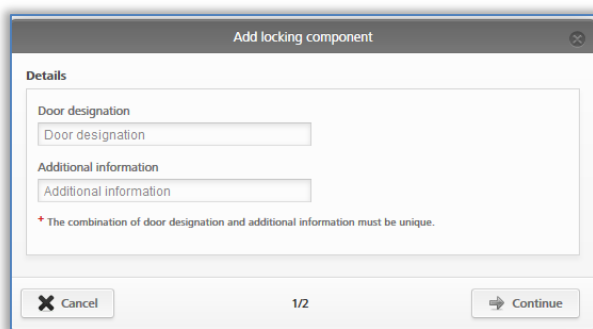 Add locking component
Details
Door designation
Door designation
Additional information
Additional information
* The combination of door designation and additional information must be unique.
Cancel
1/2
Continue